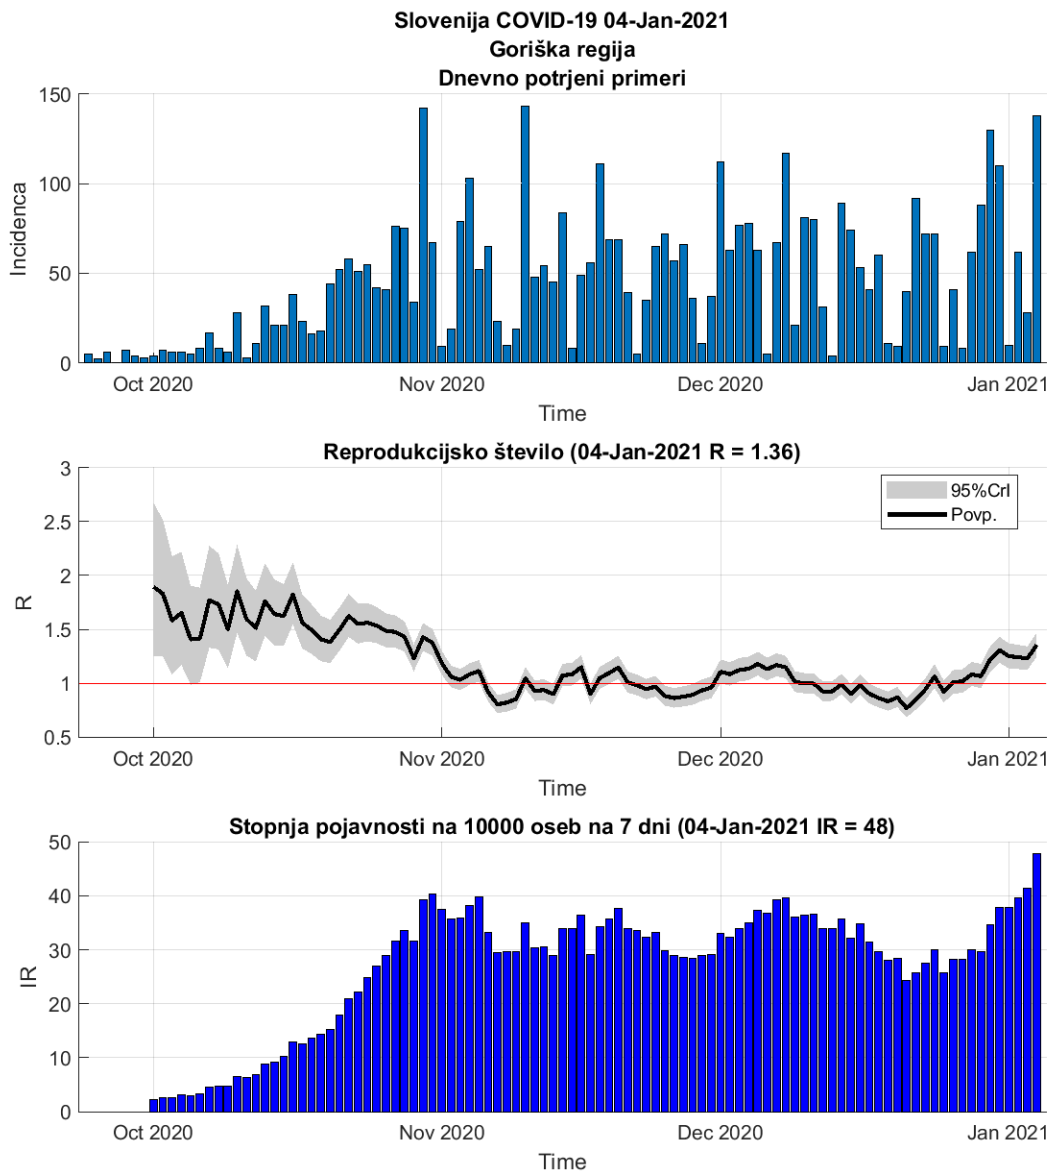 Slovenija COVID-19 04-Jan-2021
Goriška regija
Dnevno potrjeni primeri
150
100
50
0
Incidenca
Oct 2020 Nov 2020 Dec 2020 Jan 2021
Time
Reprodukcijsko število (04-Jan-2021 R = 1.36)
3
2.5
2
1.5
1
0.5
R
95%CrI
Povp.
Oct 2020 Nov 2020 Dec 2020 Jan 2021
Time
Stopnja pojavnosti na 10000 oseb na 7 dni (04-Jan-2021 IR = 48)
50
40
30
20
10
0
IR
Oct 2020 Nov 2020 Dec 2020 Jan 2021
Time